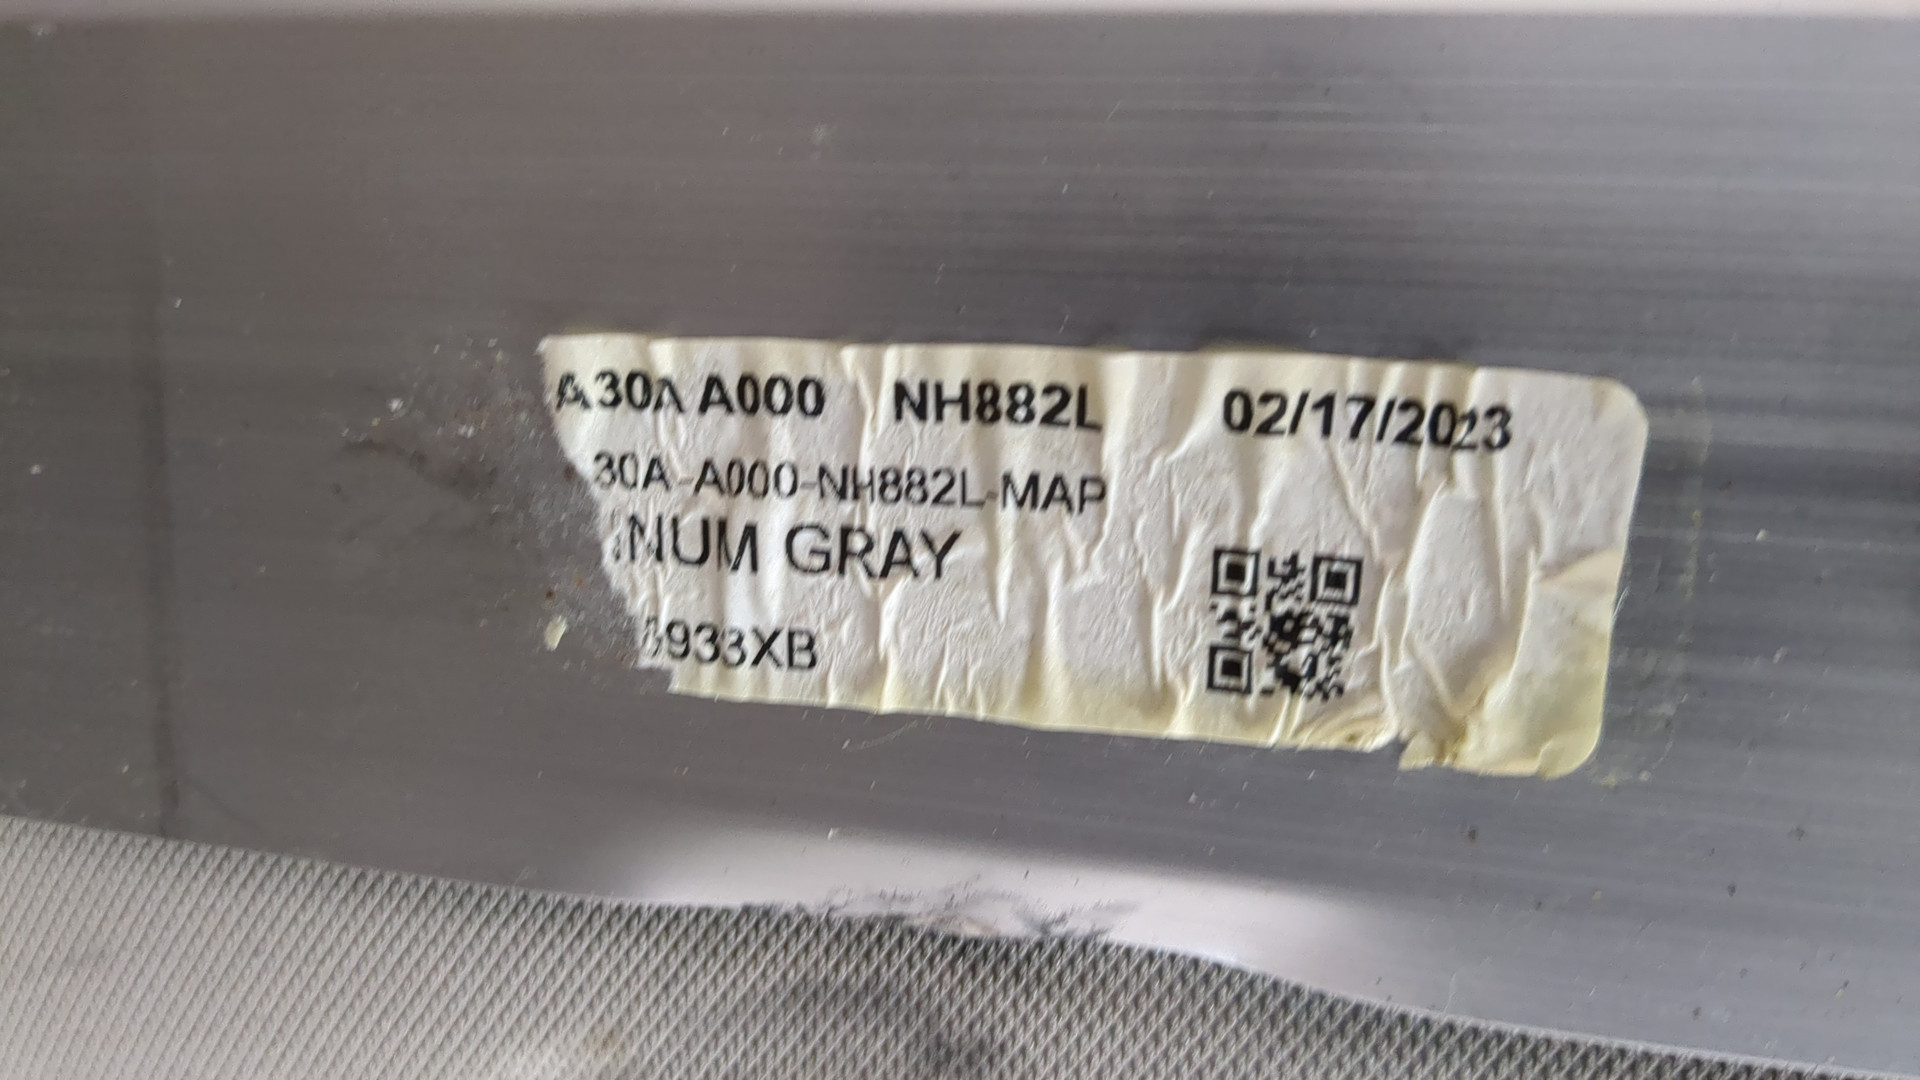 A30A A000 NH882L 02/17/2023
30A-A000-NH882L-MAP
NUM GRAY
933XB